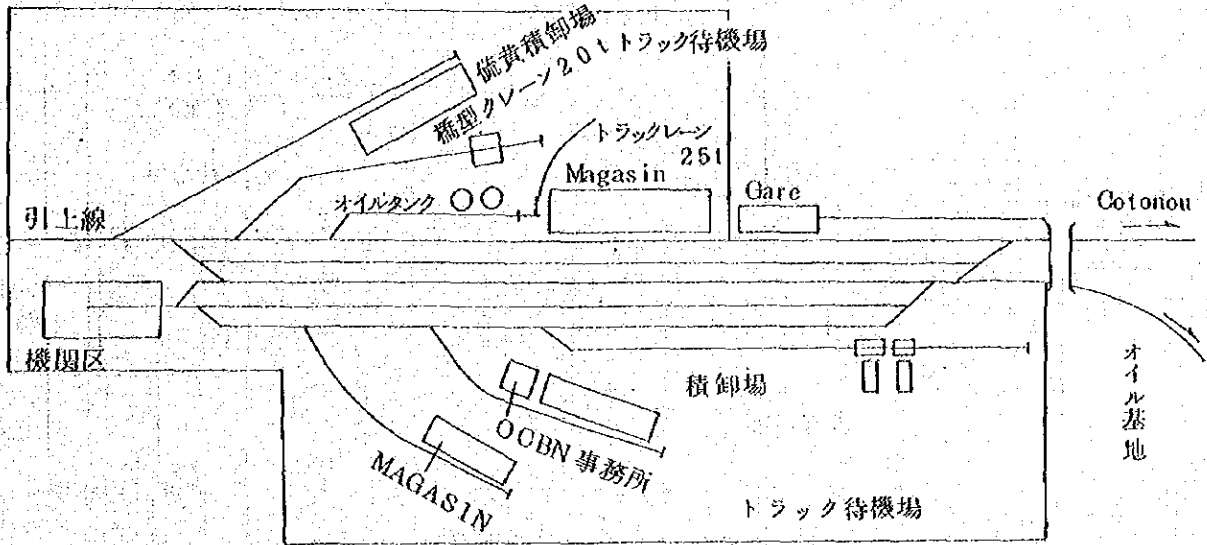 硫黄積卸場
橋型クレーン20t
トラック待機場
トラックレーン
25t
Magasin
Gare
Cotonou
オイルタンク
引上線
機関区
積卸場
オイル基地
OCBN事務所
MAGASIN
トラック待機場